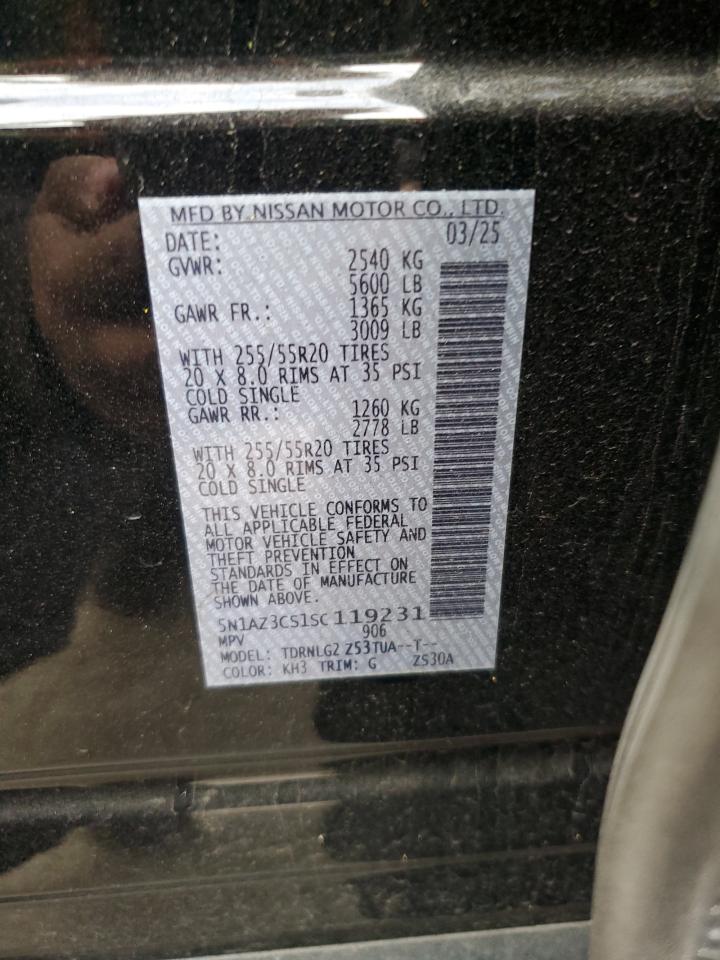 MFD BY NISSAN MOTOR CO., LTD.
DATE: 03/25
GVWR: 2540 KG
5600 LB
GAWR FR.: 1365 KG
3009 LB
WITH 255/55R20 TIRES
20 X 8.0 RIMS AT 35 PSI
COLD SINGLE
GAWR RR.: 1260 KG
2778 LB
WITH 255/55R20 TIRES
20 X 8.0 RIMS AT 35 PSI
COLD SINGLE
THIS VEHICLE CONFORMS TO
ALL APPLICABLE FEDERAL
MOTOR VEHICLE SAFETY AND
THEFT PREVENTION
STANDARDS IN EFFECT ON
THE DATE OF MANUFACTURE
SHOWN ABOVE.
5N1AZ3CS1SC119231
MPV 906
MODEL: TDRNLG2 Z53TUA--T--
COLOR: KH3 TRIM: G ZS30A